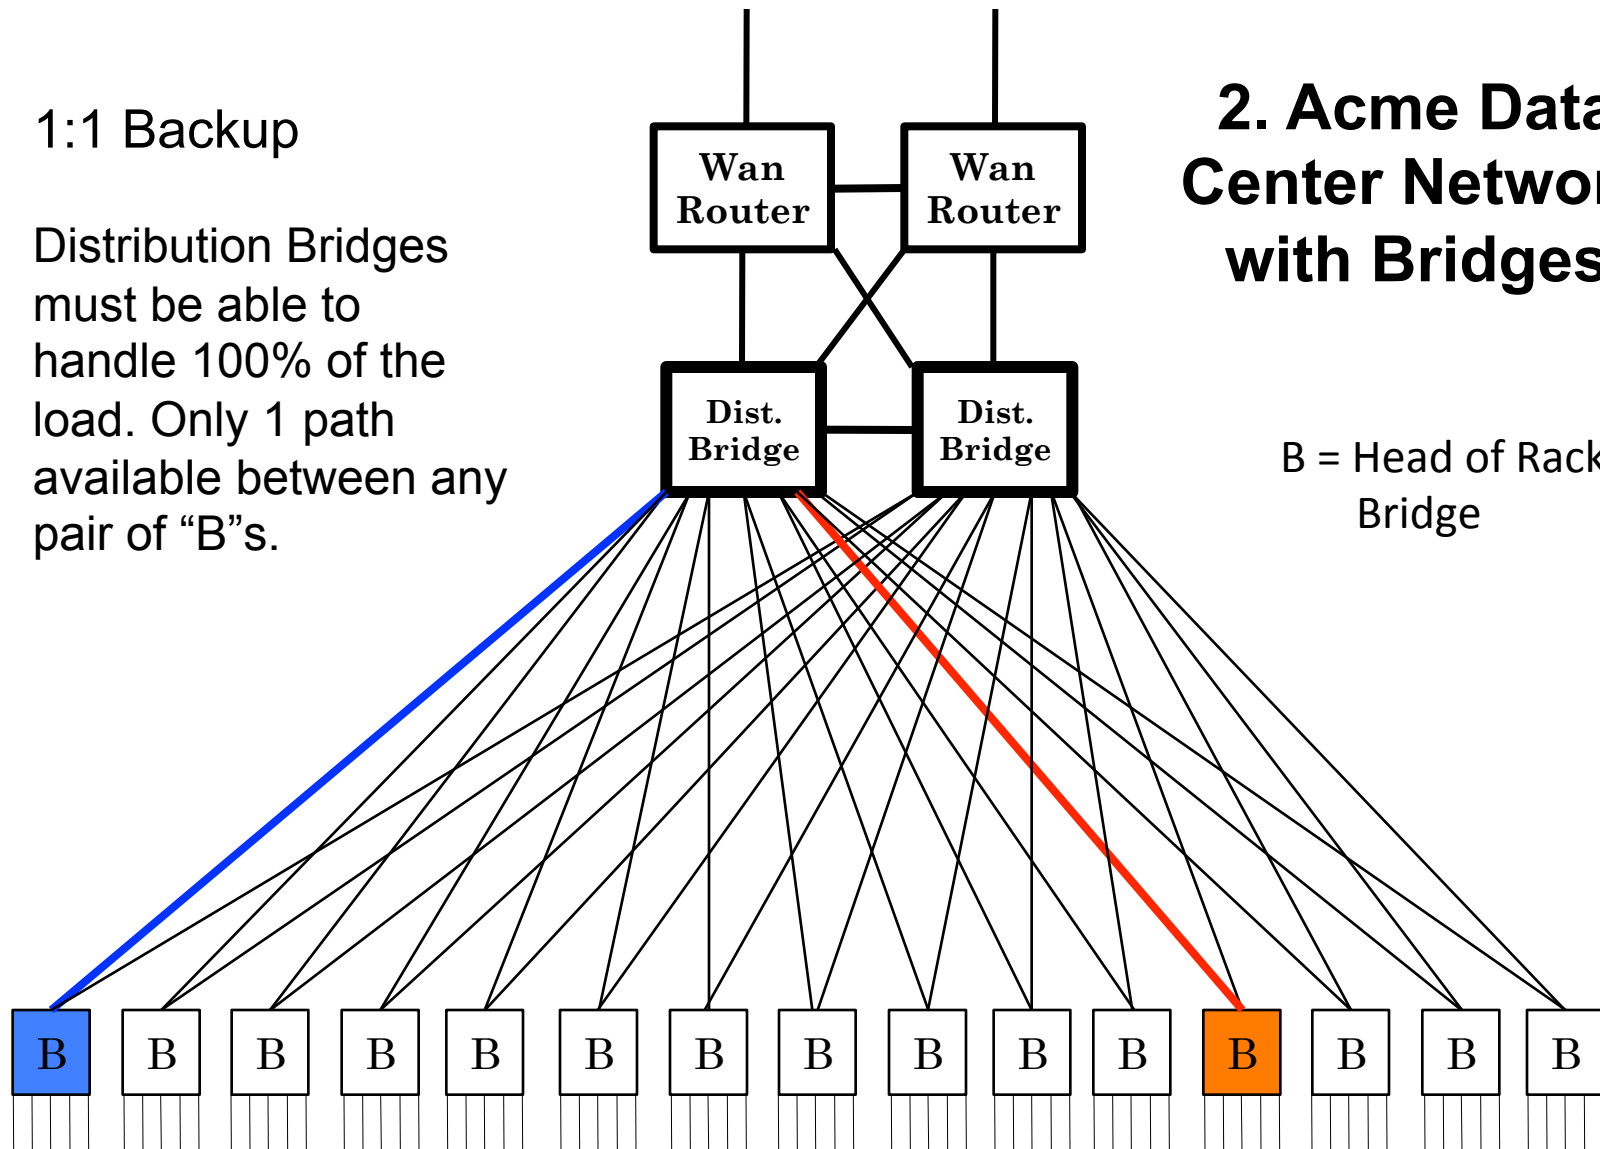 1:1 Backup
Distribution Bridges
must be able to
handle 100% of the
load. Only 1 path
available between any
pair of “B”s.
Wan
Router
Wan
Router
2. Acme Data
Center Networ
with Bridges
Dist.
Bridge
Dist.
Bridge
B = Head of Rack
Bridge
B B B B B B B B B B B B B B B